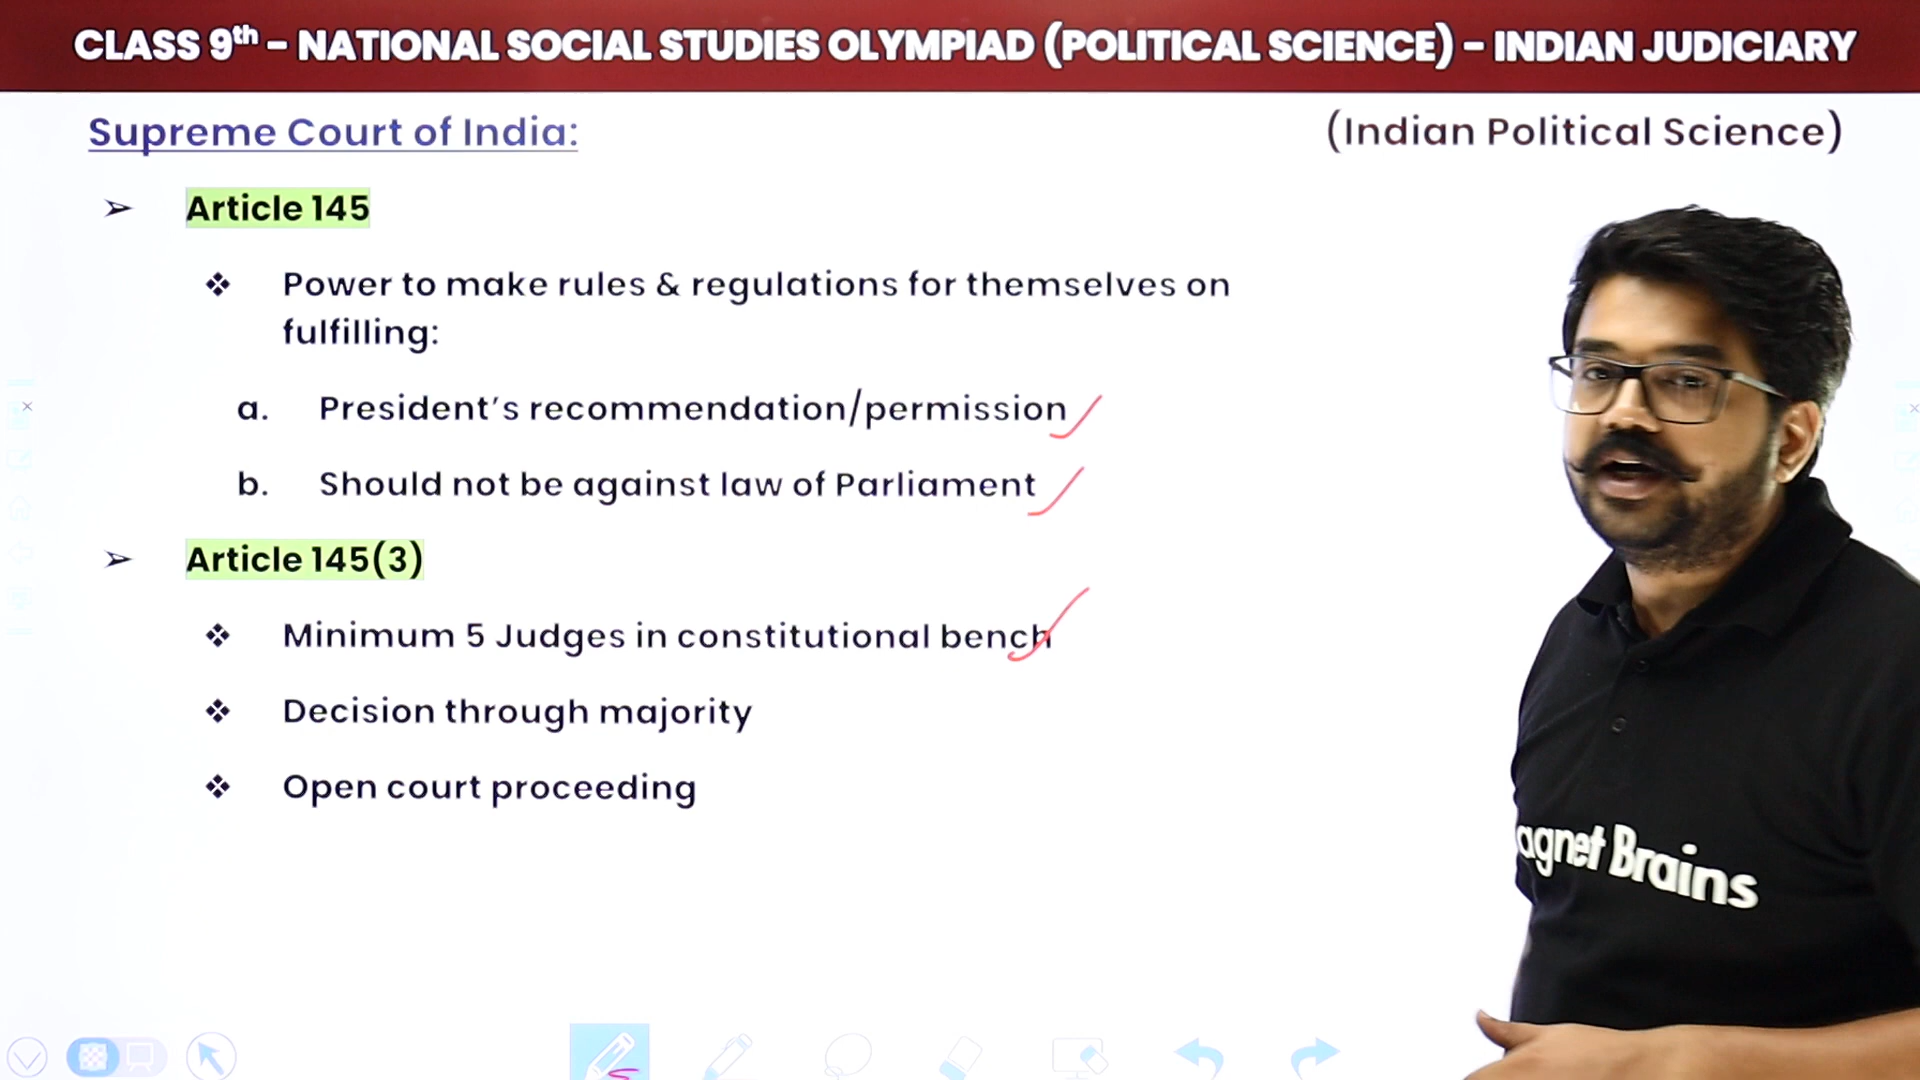 CLASS 9th – NATIONAL SOCIAL STUDIES OLYMPIAD (POLITICAL SCIENCE) – INDIAN JUDICIARY
Supreme Court of India:
(Indian Political Science)
➢ Article 145
❖ Power to make rules & regulations for themselves on
fulfilling:
a. President’s recommendation/permission
b. Should not be against law of Parliament
➢ Article 145(3)
❖ Minimum 5 Judges in constitutional bench
❖ Decision through majority
❖ Open court proceeding
agnet Brains